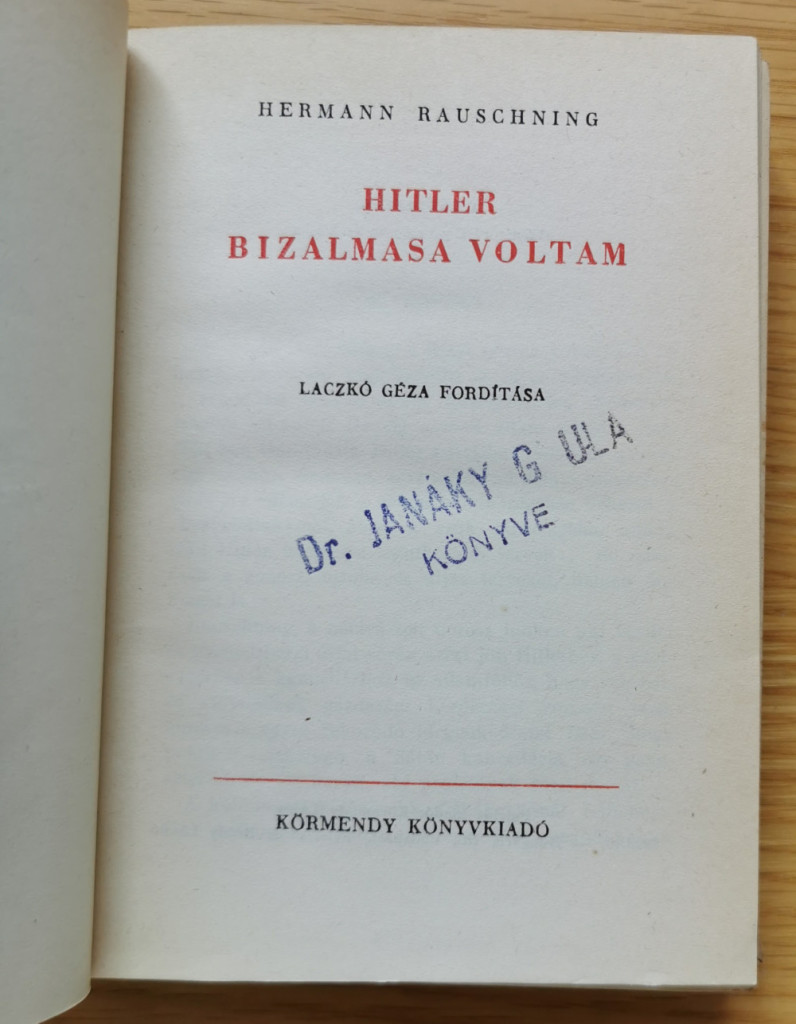 HERMANN RAUSCHNING
HITLER
BIZALMASA VOLTAM
LACZKÓ GÉZA FORDÍTÁSA
Dr. JANÁKY G ULA
KÖNYVE
KÖRMENDY KÖNYVKIADÓ